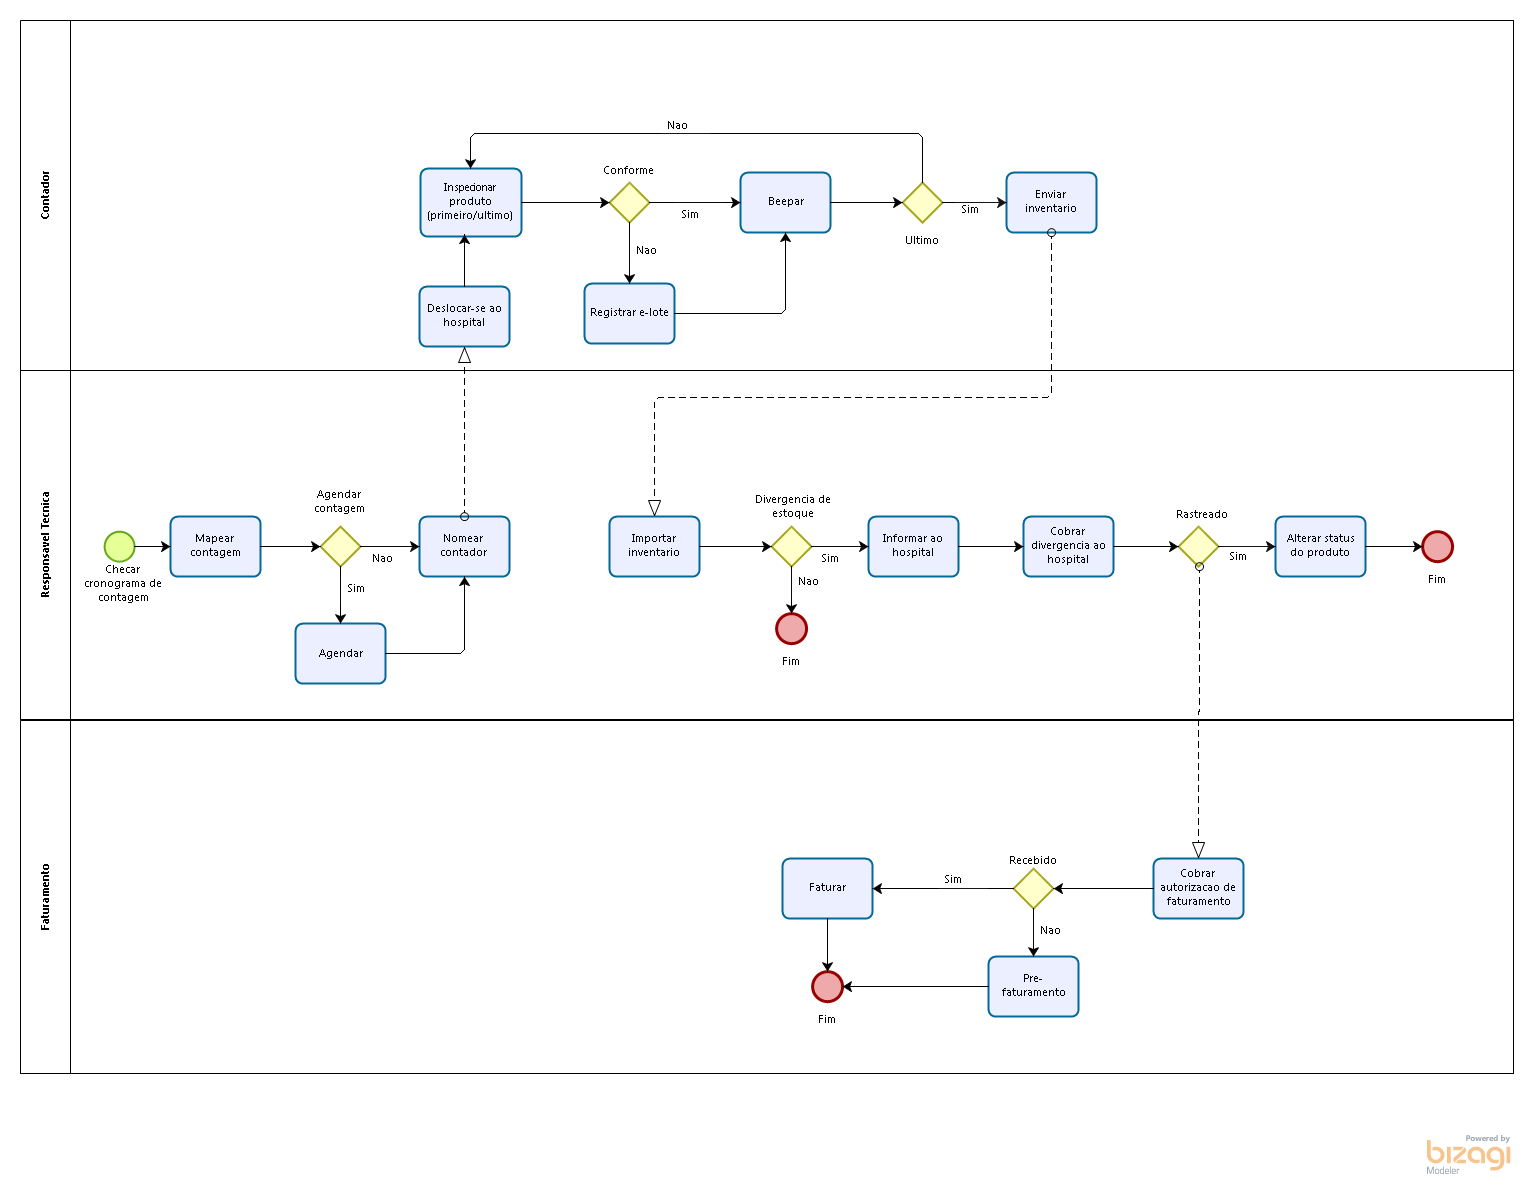 Contador
Nao
Inspecionar
produto
(primeiro/ultimo)
Conforme
Sim
Nao
Beepar
Ultimo
Sim
Enviar
inventario
Deslocar-se ao
hospital
Registrar e-lote
Responsavel Tecnica
Checar
cronograma de
contagem
Mapear
contagem
Agendar
contagem
Nao
Sim
Nomear
contador
Agendar
Importar
inventario
Divergencia de
estoque
Sim
Nao
Fim
Informar ao
hospital
Cobrar
divergencia ao
hospital
Rastreado
Sim
Alterar status
do produto
Fim
Faturamento
Faturar
Sim
Recebido
Nao
Cobrar
autorizacao de
faturamento
Pre-
faturamento
Fim
Powered by
bizagi
Modeler